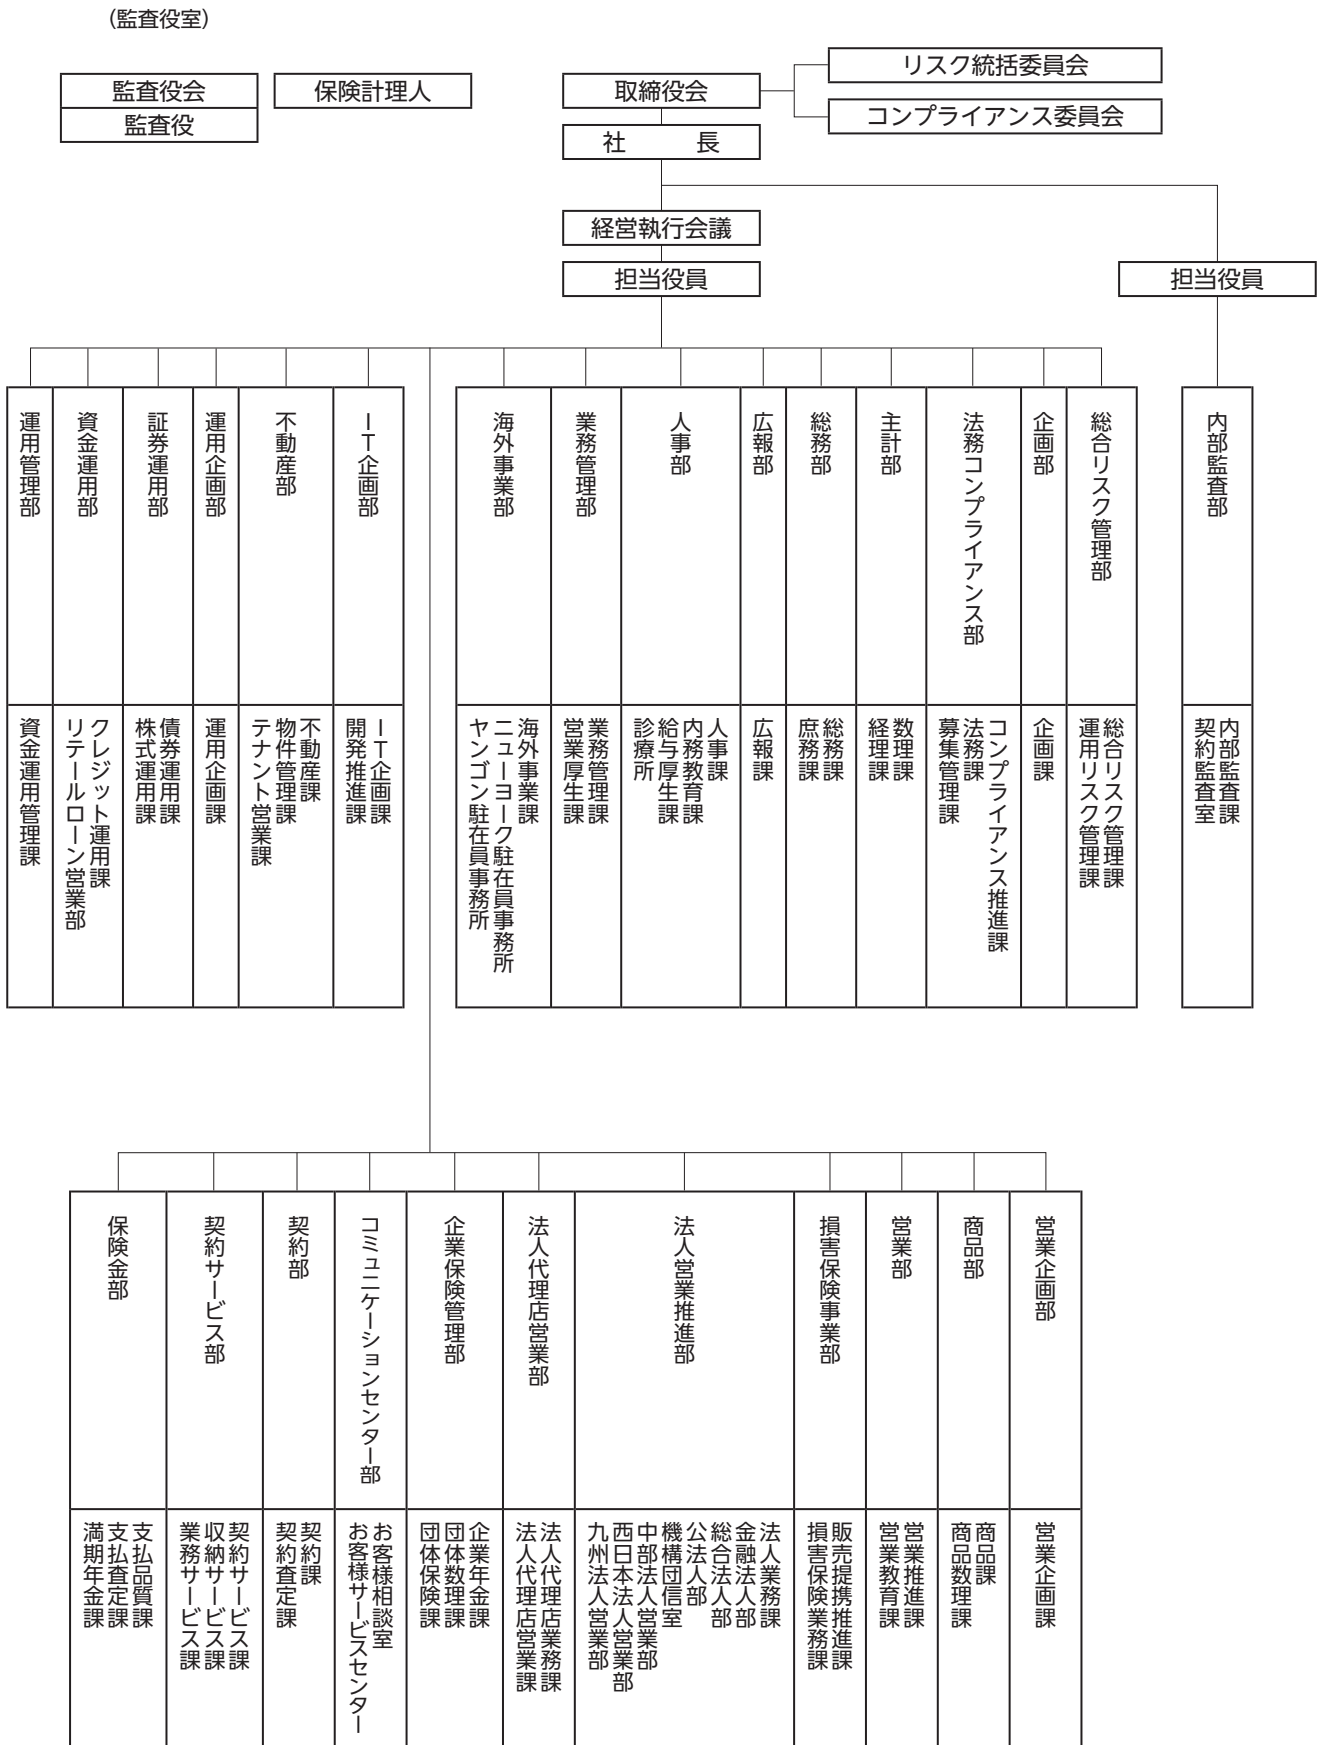 （監査役室）
監査役会
監査役
保険計理人
取締役会
リスク統括委員会
コンプライアンス委員会
社　　長
経営執行会議
担当役員
担当役員
運用管理部
資金運用部
証券運用部
運用企画部
不動産部
ＩＴ企画部
海外事業部
業務管理部
人事部
広報部
総務部
主計部
法務コンプライアンス部
企画部
総合リスク管理部
内部監査部
資金運用管理課
クレジット運用課
リテールローン営業部
債券運用課
株式運用課
運用企画課
不動産課
物件管理課
テナント営業課
ＩＴ企画課
開発推進課
海外事業課
ニューヨーク駐在員事務所
ヤンゴン駐在員事務所
業務管理課
営業厚生課
人事課
内務教育課
給与厚生課
診療所
広報課
総務課
庶務課
数理課
経理課
コンプライアンス推進課
法務課
募集管理課
企画課
総合リスク管理課
運用リスク管理課
内部監査課
契約監査室
保険金部
契約サービス部
契約部
コミュニケーションセンター部
企業保険管理部
法人代理店営業部
法人営業推進部
損害保険事業部
営業部
商品部
営業企画部
支払品質課
支払査定課
満期年金課
契約サービス課
収納サービス課
業務サービス課
契約課
契約査定課
お客様相談室
お客様サービスセンター
企業年金課
団体数理課
団体保険課
法人代理店業務課
法人代理店営業課
法人業務課
金融法人部
総合法人部
公法人部
機構団信室
中部法人営業部
西日本法人営業部
九州法人営業部
販売提携推進課
損害保険業務課
営業推進課
営業教育課
商品課
商品数理課
営業企画課